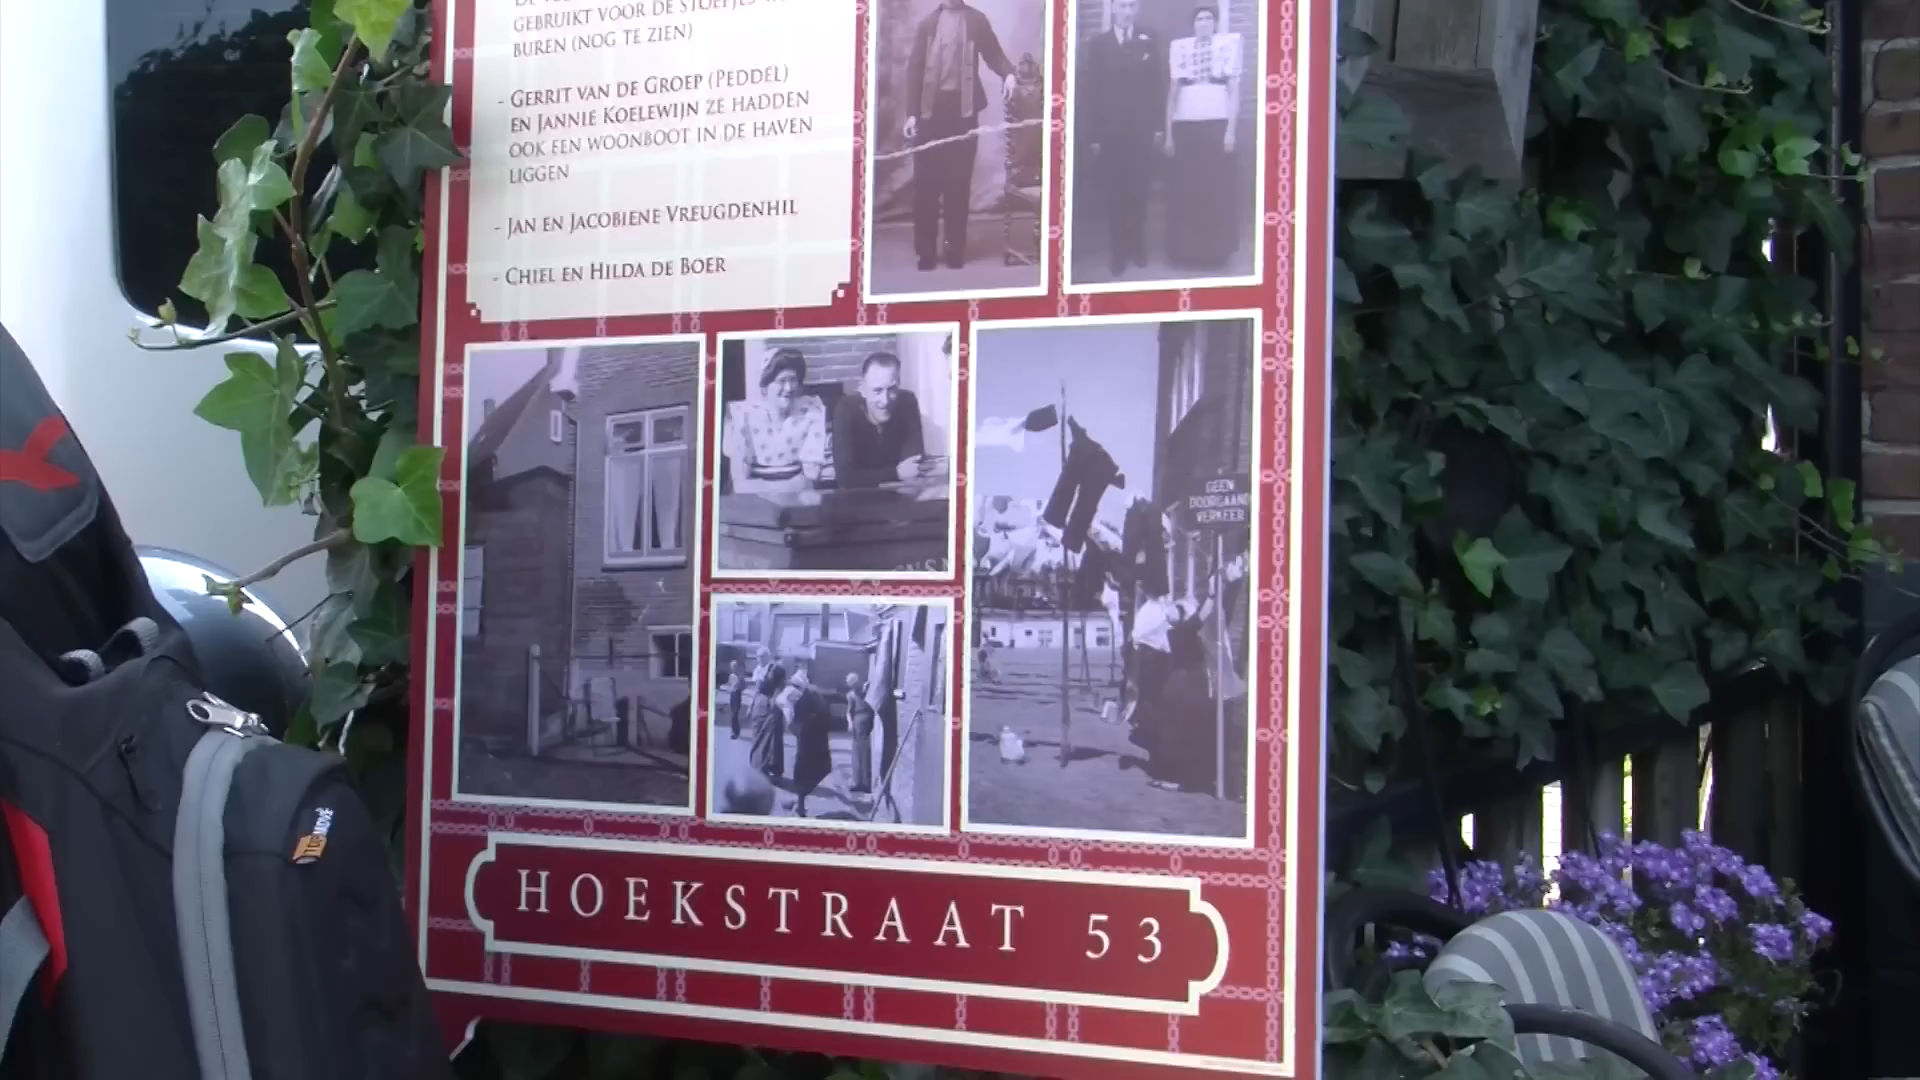 GEBRUIKT VOOR DE STOEPJES
BUREN (NOG TE ZIEN)
- GERRIT VAN DE GROEP (PEDDEL)
EN JANNIE KOELEWIJN ZE HADDEN
OOK EEN WOONBOOT IN DE HAVEN
LIGGEN
- JAN EN JACOBIENE VREUGDENHIL
- CHIEL EN HILDA DE BOER
GEEN
DOORGAAND
VERKEER
HOEKSTRAAT 53